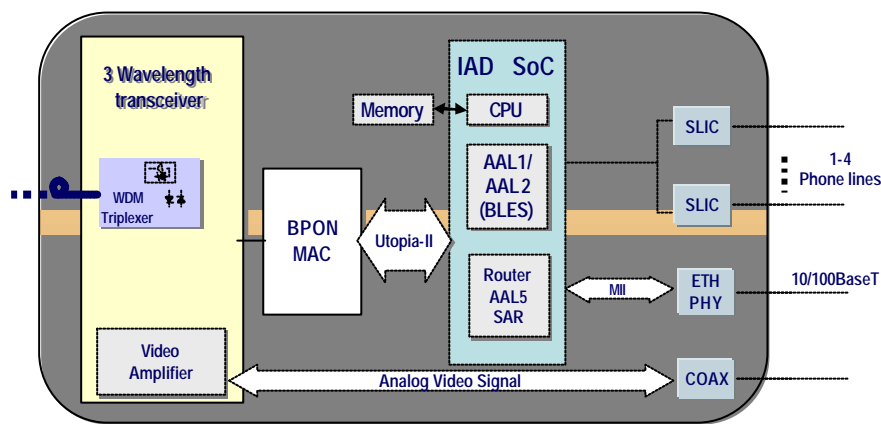 3 Wavelength
transceiver
WDM
Triplexer
Video
Amplifier
BPON
MAC
Utopia-II
Memory
IAD SoC
CPU
AAL1/
AAL2
(BLES)
Router
AAL5
SAR
SLIC
SLIC
1-4
Phone lines
MII
ETH
PHY
10/100BaseT
Analog Video Signal
COAX